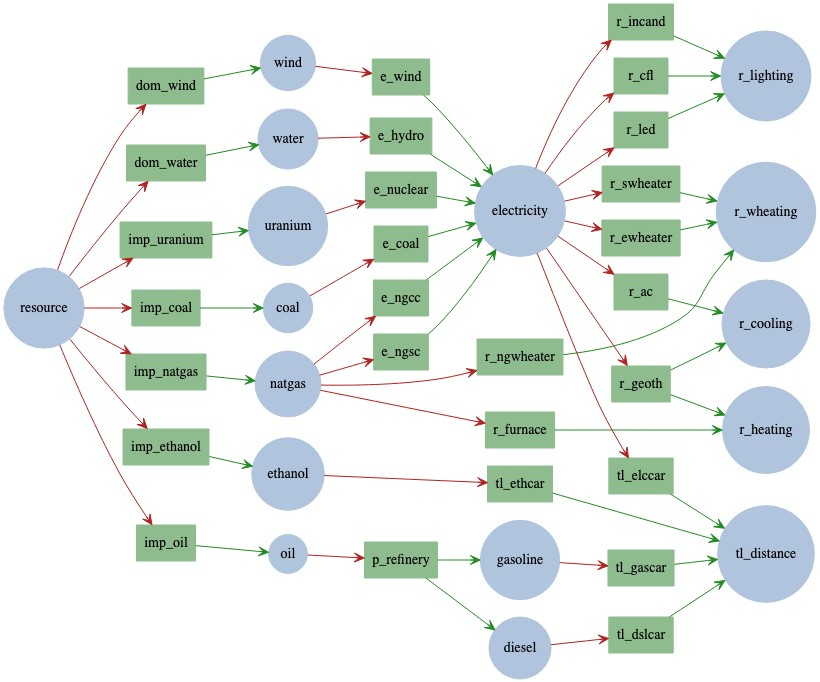 resource
dom_wind
dom_water
imp_uranium
imp_coal
imp_natgas
imp_ethanol
imp_oil
wind
water
uranium
coal
natgas
ethanol
oil
e_wind
e_hydro
e_nuclear
e_coal
e_ngcc
e_ngsc
p_refinery
electricity
r_ngwheater
r_furnace
tl_ethcar
gasoline
diesel
r_incand
r_cfl
r_led
r_swheater
r_ewheater
r_ac
r_geoth
tl_elccar
tl_gascar
tl_dslcar
r_lighting
r_wheating
r_cooling
r_heating
tl_distance